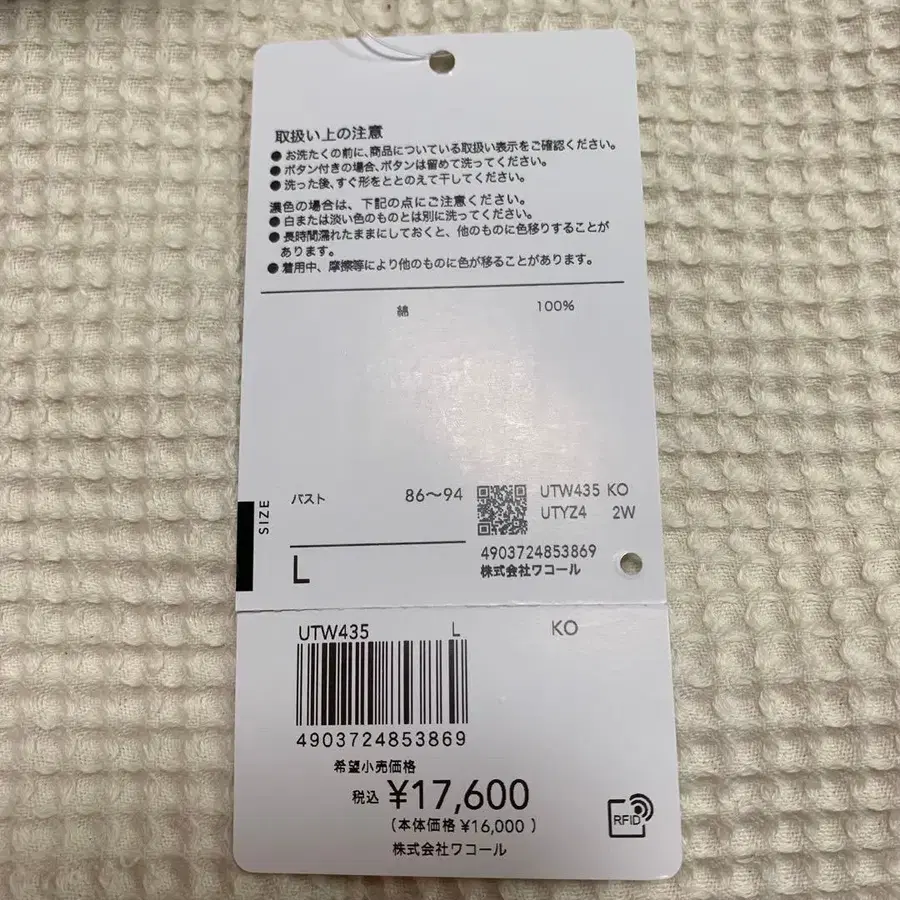 取扱い上の注意
● お洗たくの前に、商品についている取扱い表示をご確認ください。
● ボタン付きの場合、ボタンは留めて洗ってください。
● 洗った後、すぐ形をととのえて干してください。
濃色の場合は、下記の点にご注意ください。
● 白または淡い色のものとは別に洗ってください。
● 長時間濡れたままにしておくと、他のものに色移りすることが
あります。
● 着用中、摩擦等により他のものに色が移ることがあります。
綿 100%
SIZE
バスト 86〜94
L
UTW435 KO
UTYZ4 2W
4903724853869
株式会社ワコール
UTW435 L KO
4903724853869
希望小売価格
税込 ¥17,600
(本体価格 ¥16,000 )
株式会社ワコール
RFID